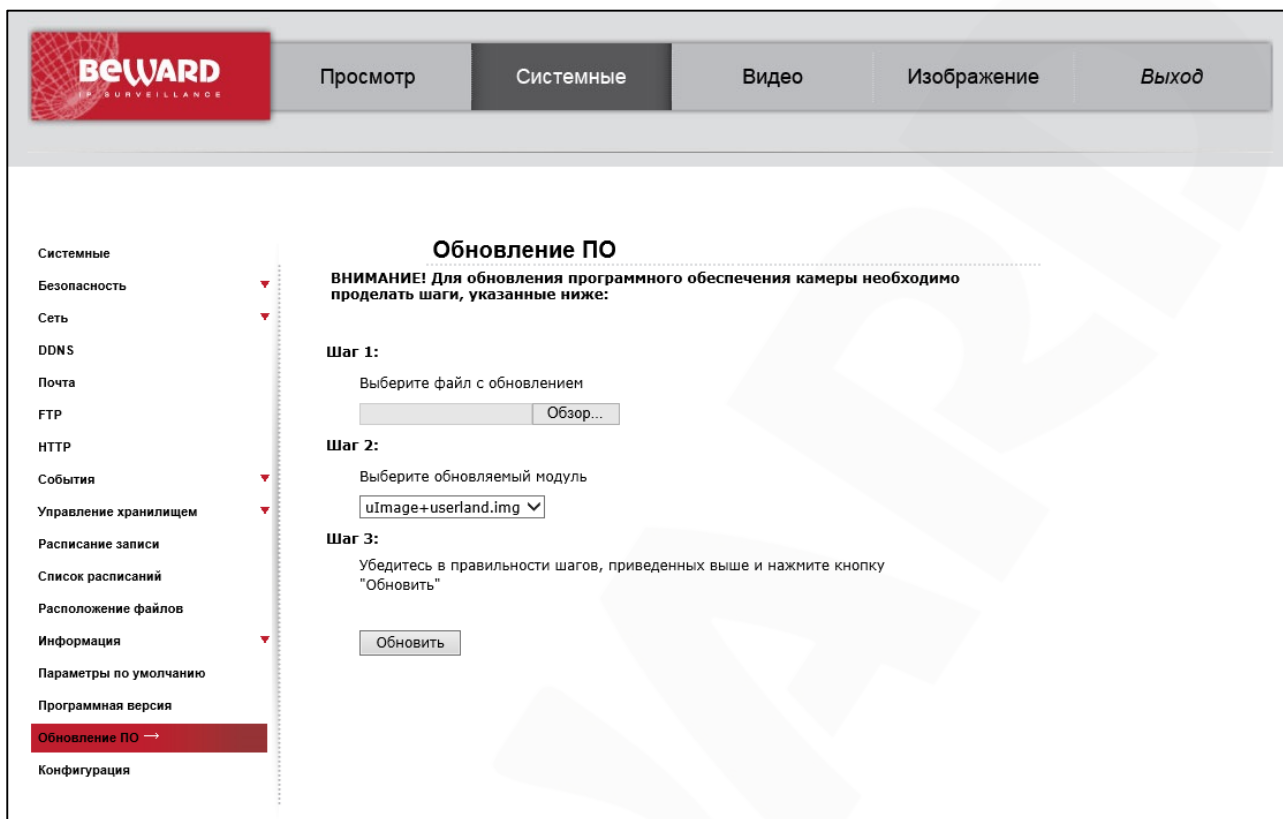 BEWARD
IP SURVEILLANCE
Просмотр
Системные
Видео
Изображение
Выход
Системные
Безопасность
Сеть
DDNS
Почта
FTP
HTTP
События
Управление хранилищем
Расписание записи
Список расписаний
Расположение файлов
Информация
Параметры по умолчанию
Программная версия
Обновление ПО →
Конфигурация
Обновление ПО
ВНИМАНИЕ! Для обновления программного обеспечения камеры необходимо
проделать шаги, указанные ниже:
Шаг 1:
Выберите файл с обновлением
Обзор...
Шаг 2:
Выберите обновляемый модуль
uImage+userland.img
Шаг 3:
Убедитесь в правильности шагов, приведенных выше и нажмите кнопку
"Обновить"
Обновить